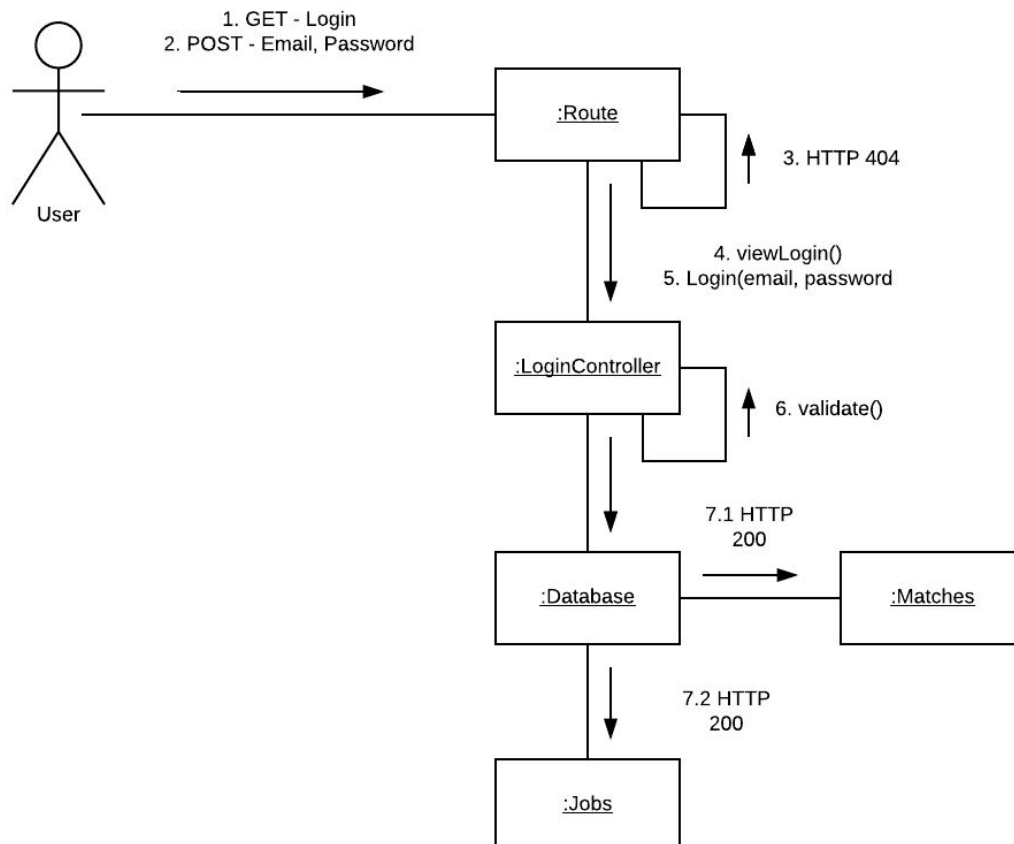 1. GET - Login
2. POST - Email, Password
:Route
3. HTTP 404
User
4. viewLogin()
5. Login(email, password
:LoginController
6. validate()
7.1 HTTP
200
:Database
:Matches
7.2 HTTP
200
:Jobs